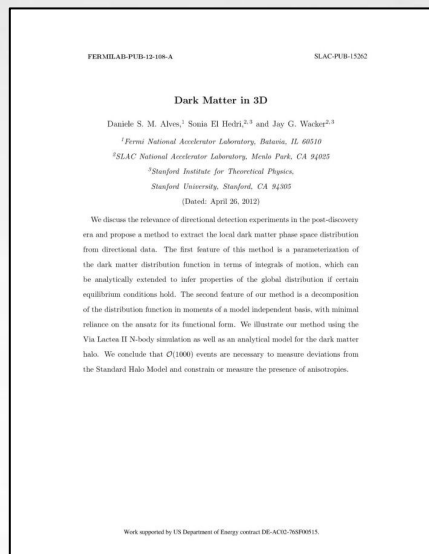 FERMILAB-PUB-12-108-A SLAC-PUB-15262
Dark Matter in 3D
Daniele S. M. Alves,¹ Sonia El Hedri,²,³ and Jay G. Wacker²,³
¹Fermi National Accelerator Laboratory, Batavia, IL 60510
²SLAC National Accelerator Laboratory, Menlo Park, CA 94025
³Stanford Institute for Theoretical Physics,
Stanford University, Stanford, CA 94305
(Dated: April 26, 2012)
We discuss the relevance of directional detection experiments in the post-discovery
era and propose a method to extract the local dark matter phase space distribution
from directional data. The first feature of this method is a parameterization of
the dark matter distribution function in terms of integrals of motion, which can
be analytically extended to infer properties of the global distribution if certain
equilibrium conditions hold. The second feature of our method is a decomposition
of the distribution function in moments of a model independent basis, with minimal
reliance on the ansatz for its functional form. We illustrate our method using the
Via Lactea II N-body simulation as well as an analytical model for the dark matter
halo. We conclude that O(1000) events are necessary to measure deviations from
the Standard Halo Model and constrain or measure the presence of anisotropies.
Work supported by US Department of Energy contract DE-AC02-76SF00515.